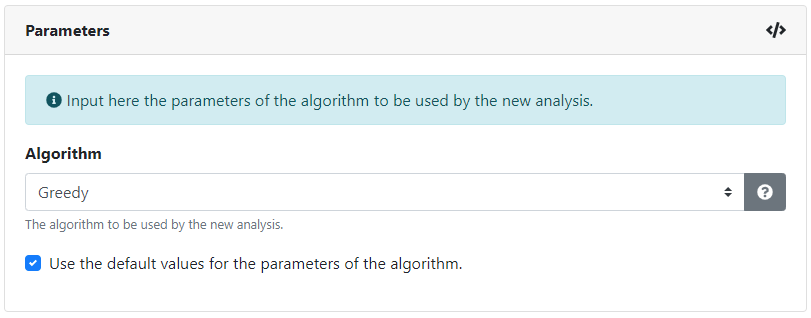 Parameters
Input here the parameters of the algorithm to be used by the new analysis.
Algorithm
Greedy
The algorithm to be used by the new analysis.
Use the default values for the parameters of the algorithm.